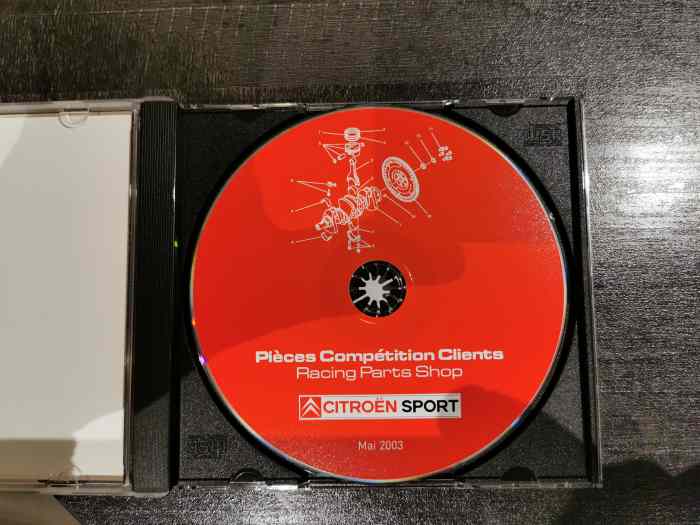 Pièces Compétition Clients
Racing Parts Shop
CITROËN SPORT
Mai 2003